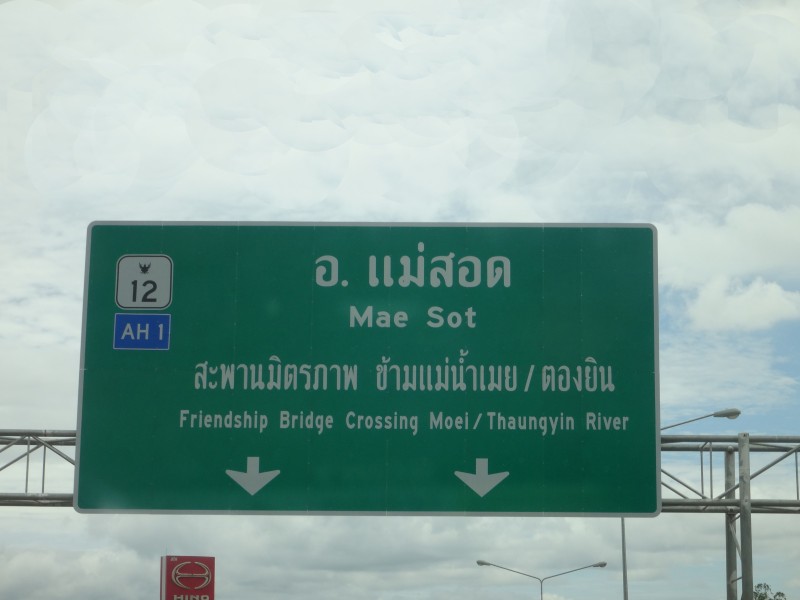 12
AH 1
อ. แม่สอด
Mae Sot
สะพานมิตรภาพ ข้ามแม่น้ำเมย / ตองยิน
Friendship Bridge Crossing Moei / Thaungyin River
HINO